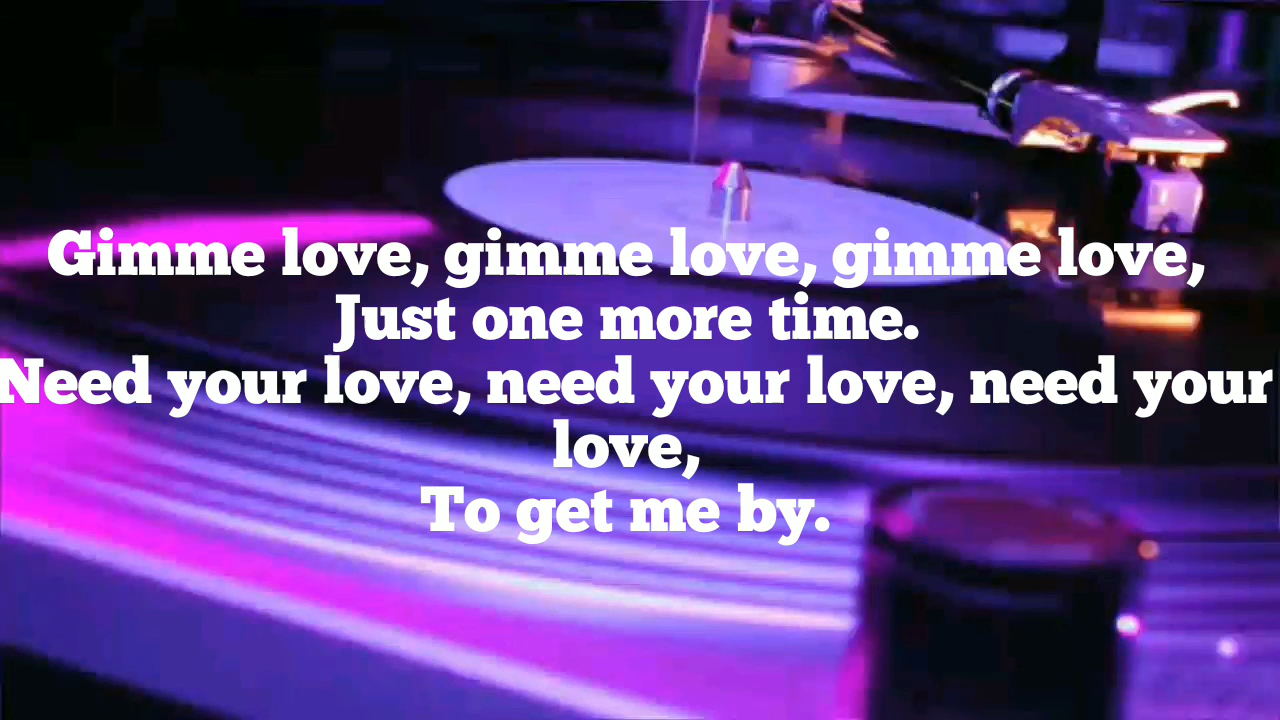 Gimme love, gimme love, gimme love,
Just one more time.
Need your love, need your love, need your
love,
To get me by.